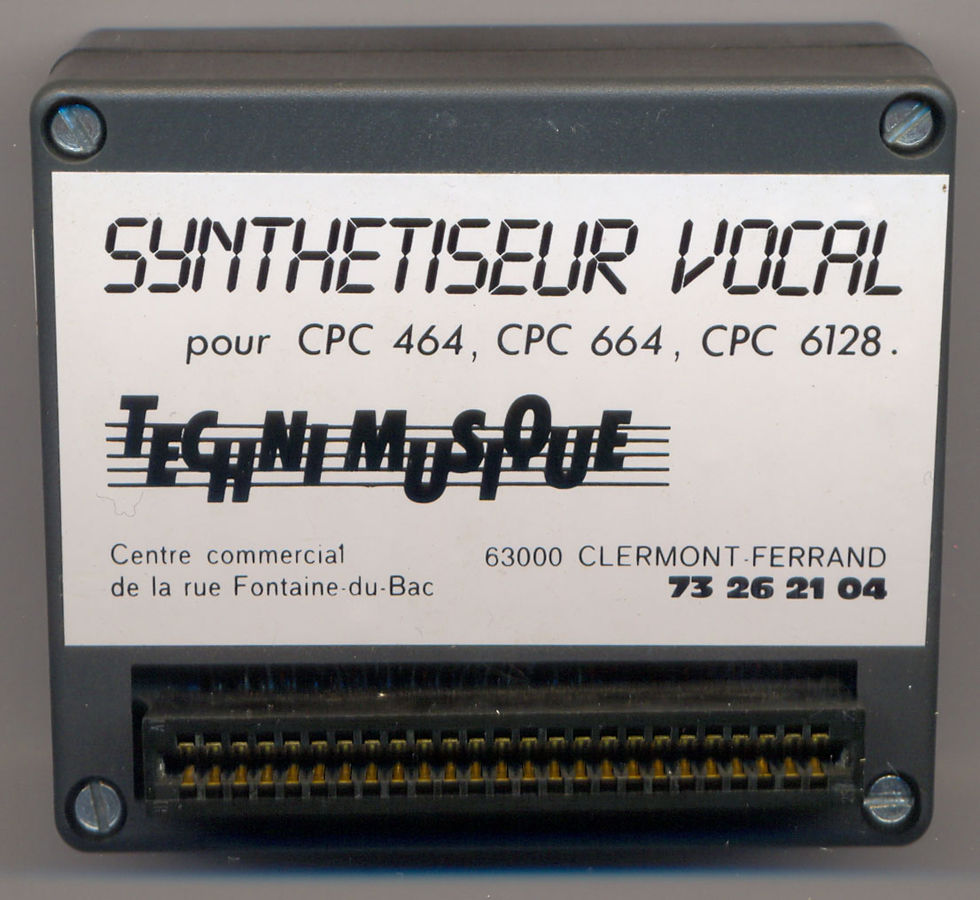 SYNTHETISEUR VOCAL
pour CPC 464, CPC 664, CPC 6128.
TECHNI MUSIQUE
Centre commercial
de la rue Fontaine-du-Bac
63000 CLERMONT-FERRAND
73 26 21 04